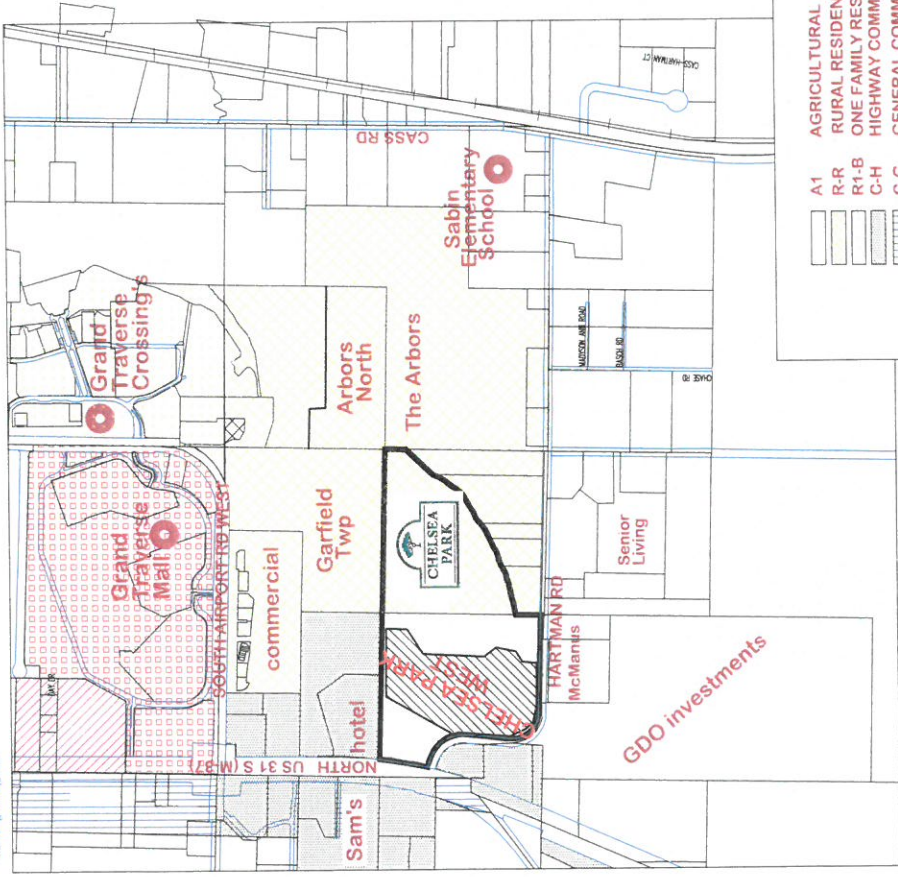 CASS-HARTMAN CT
CASS RD
Sabin
Elementary
School
Grand
Traverse
Crossing's
Arbors
North
The Arbors
MADISON ANN ROAD
BASCH RD
CHASE RD
Grand
Traverse
Mall
SOUTH AIRPORT RD WEST
commercial
Garfield
Twp
CHELSEA
PARK
Senior
Living
HARTMAN RD
McManus
CHELSEA PARK
WEST
GDO investments
hotel
NORTH US 31 S (M-37)
Sam's
A1 AGRICULTURAL
R-R RURAL RESIDEN
R1-B ONE FAMILY RES
C-H HIGHWAY COMM